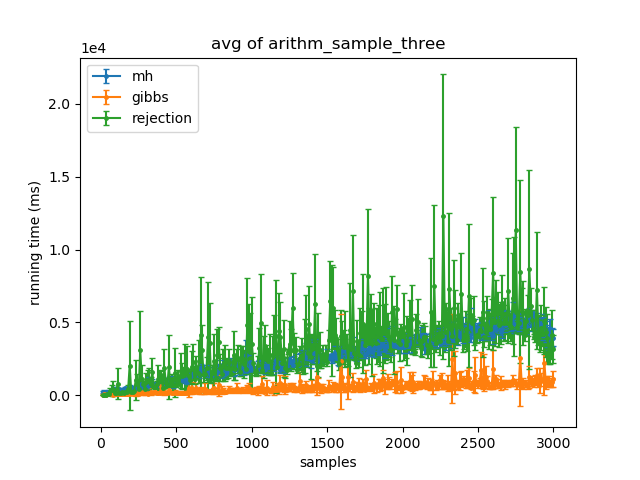 avg of arithm_sample_three
1e4
mh
gibbs
rejection
2.0
1.5
1.0
0.5
0.0
running time (ms)
0
500
1000
1500
2000
2500
3000
samples